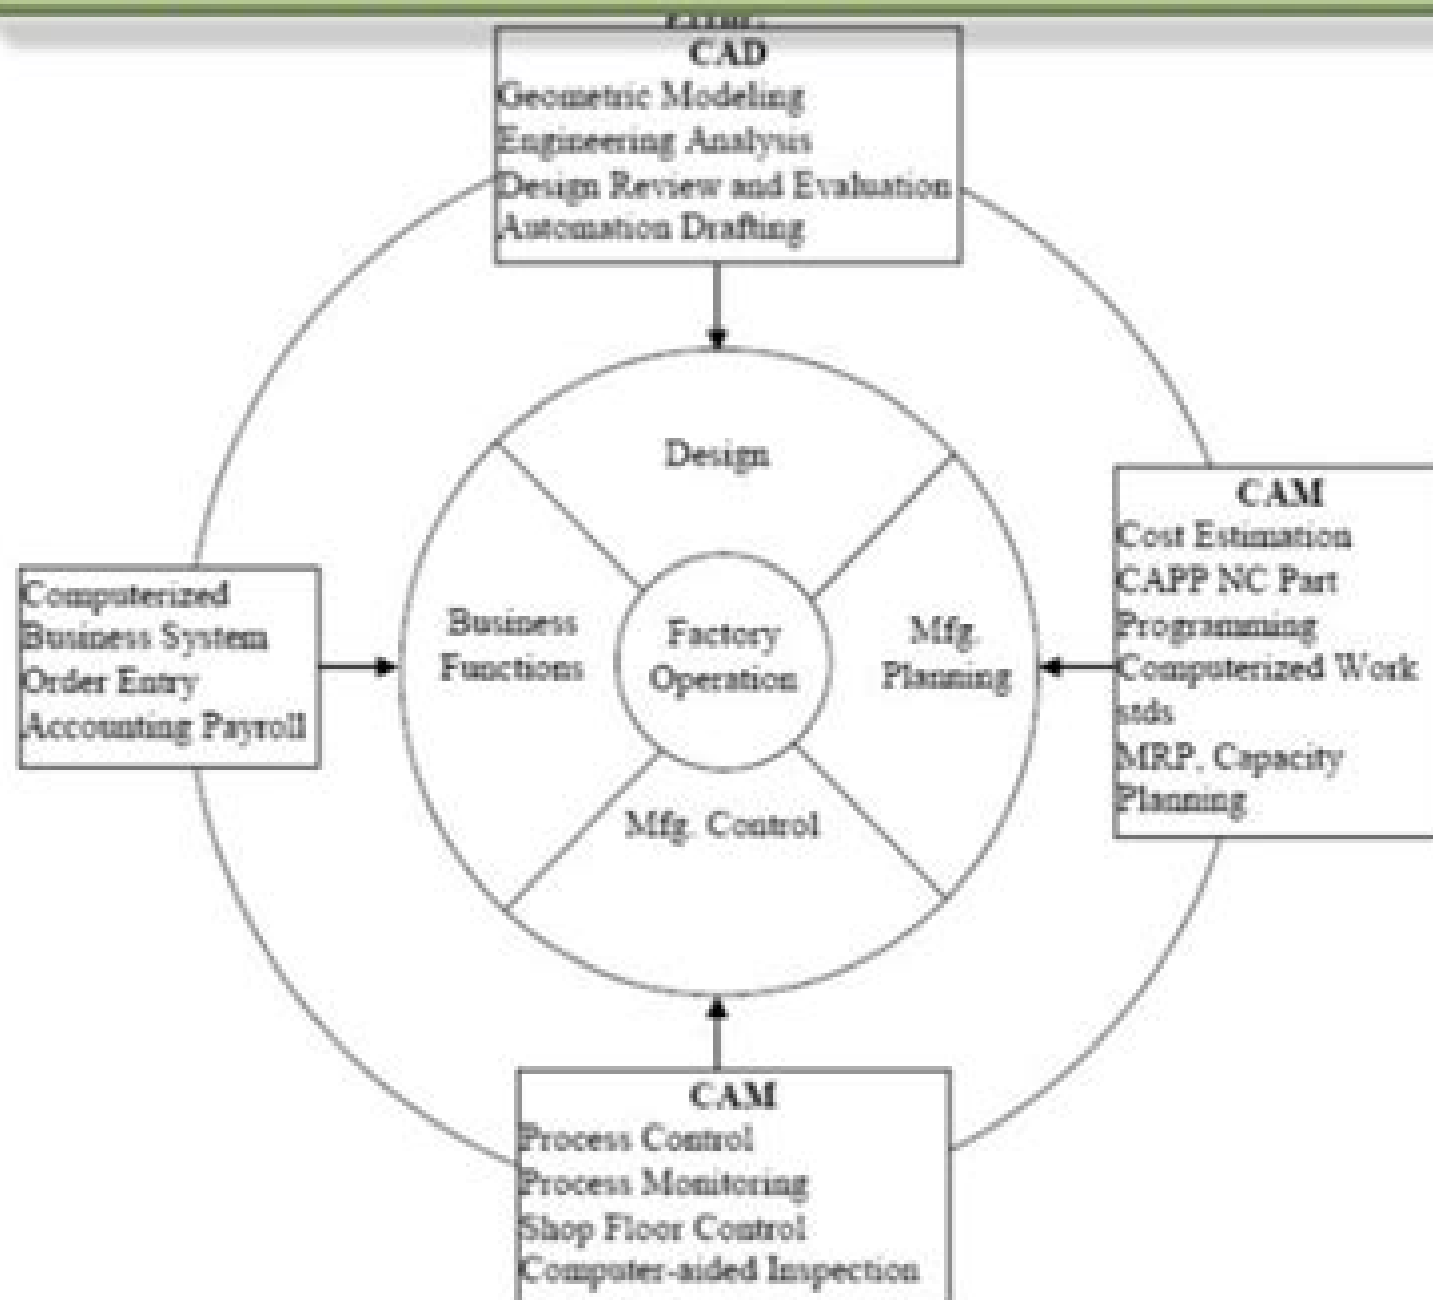 CAD
Geometric Modeling
Engineering Analysis
Design Review and Evaluation
Automation Drafting
Design
CAM
Cost Estimation
CAPP NC Part
Programming
Computerized Work
stds
MRP. Capacity
Planning
Computerized
Business System
Order Entry
Accounting Payroll
Business
Functions
Factory
Operation
Mfg.
Planning
Mfg. Control
CAM
Process Control
Process Monitoring
Shop Floor Control
Computer-aided Inspection